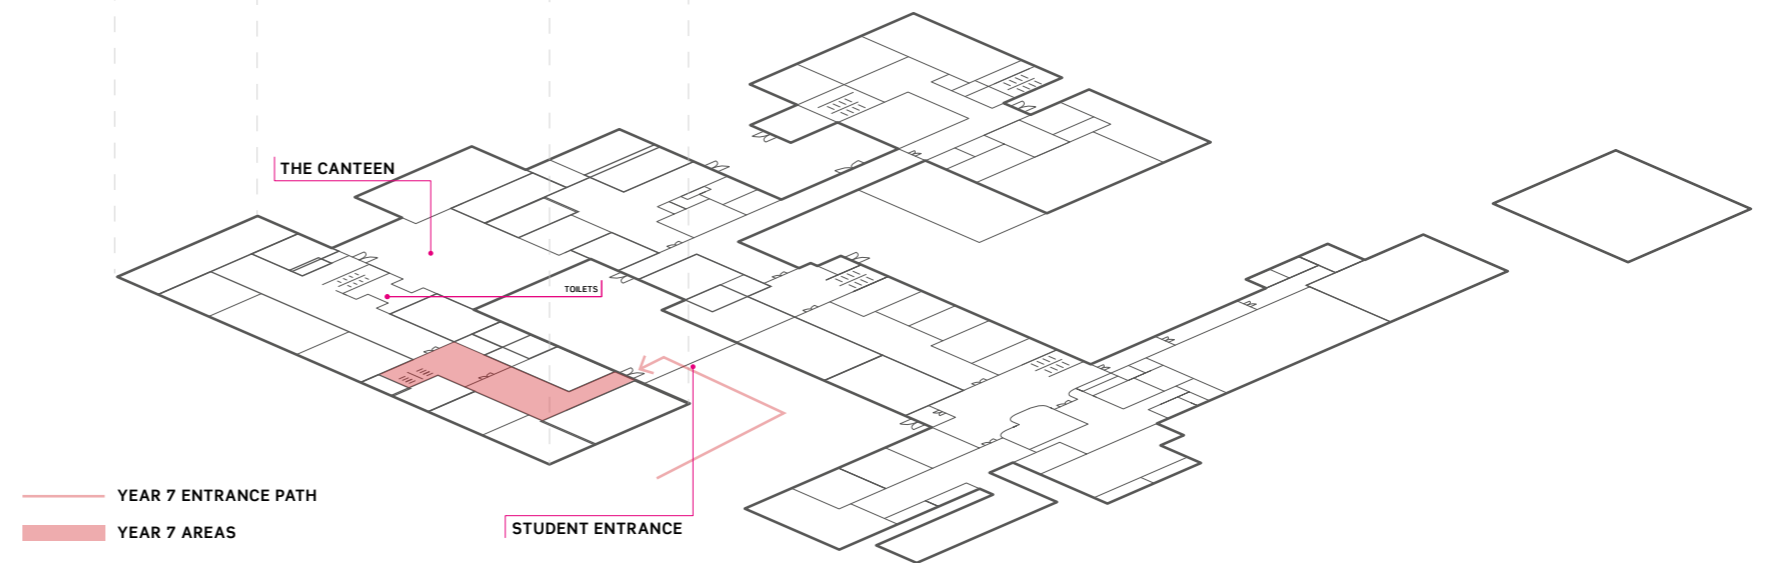 THE CANTEEN
TOILETS
YEAR 7 ENTRANCE PATH
STUDENT ENTRANCE
YEAR 7 AREAS